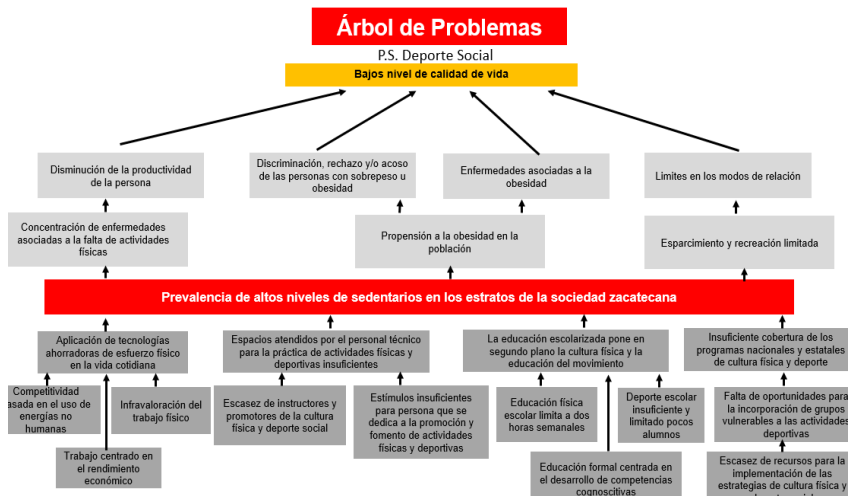 Árbol de Problemas
P.S. Deporte Social
Bajos nivel de calidad de vida
Disminución de la productividad
de la persona
Discriminación, rechazo y/o acoso
de las personas con sobrepeso u
obesidad
Enfermedades asociadas a la
obesidad
Limites en los modos de relación
Concentración de enfermedades
asociadas a la falta de actividades
físicas
Propensión a la obesidad en la
población
Esparcimiento y recreación limitada
Prevalencia de altos niveles de sedentarios en los estratos de la sociedad zacatecana
Aplicación de tecnologías
ahorradoras de esfuerzo físico
en la vida cotidiana
Espacios atendidos por el personal técnico
para la práctica de actividades físicas y
deportivas insuficientes
La educación escolarizada pone en
segundo plano la cultura física y la
educación del movimiento
Insuficiente cobertura de los
programas nacionales y estatales
de cultura física y deporte
Competitividad
asada en el uso de
energías no
humanas
Infravaloración del
trabajo físico
Escasez de instructores y
promotores de la cultura
física y deporte social
Estímulos insuficientes
para persona que se
dedica a la promoción y
fomento de actividades
físicas y deportivas
Educación física
escolar limita a dos
horas semanales
Deporte escolar
insuficiente y
limitado pocos
alumnos
Falta de oportunidades para
la incorporación de grupos
vulnerables a las actividades
deportivas
Trabajo centrado en
el rendimiento
económico
Educación formal centrada en
el desarrollo de competencias
cognoscitivas
Escasez de recursos para la
implementación de las
estrategias de cultura física y